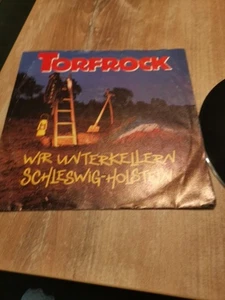 TORFROCK
WIR UNTERKELLERN
SCHLESWIG-HOLSTEIN